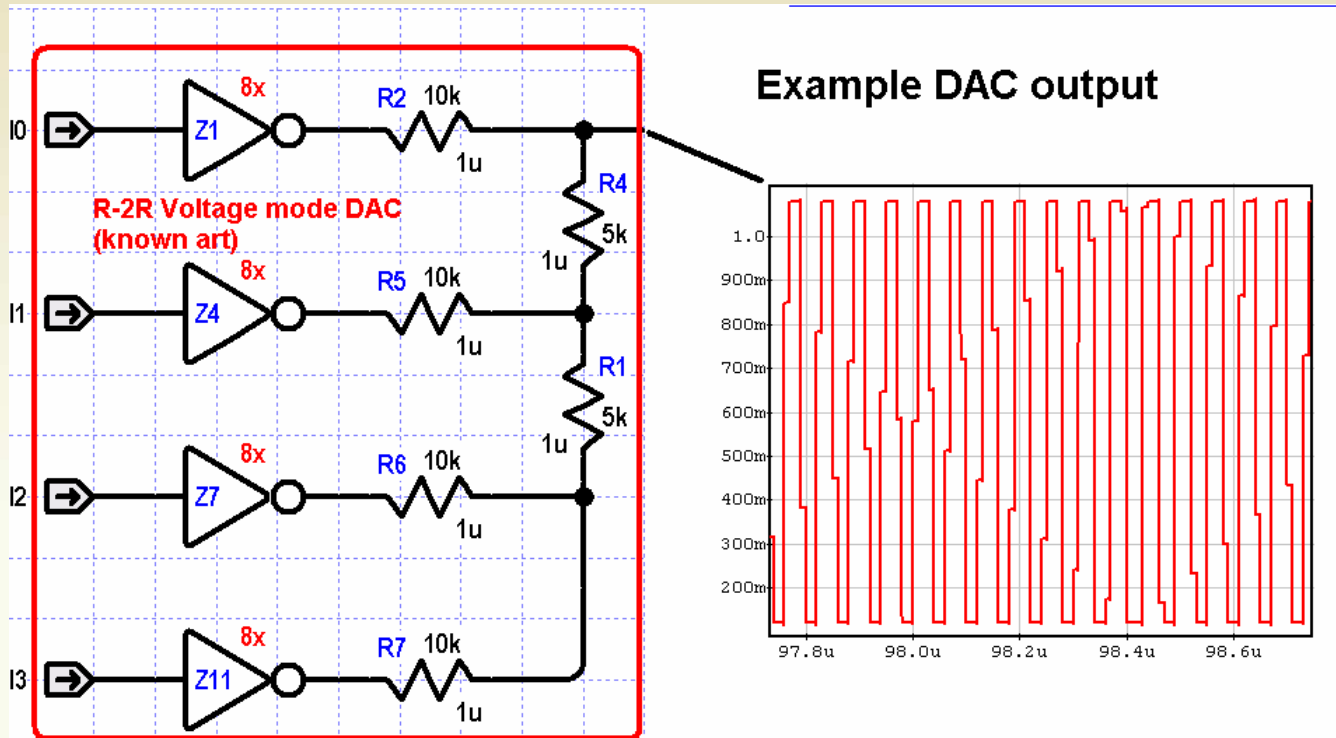 Example DAC output
8x
R2 10k
I0
Z1
1u
R4
R-2R Voltage mode DAC
(known art)
5k
1u
8x
R5 10k
I1
Z4
1u
R1
5k
1u
8x
R6 10k
I2
Z7
1u
8x
R7 10k
I3
Z11
1u
1.0
900m
800m
700m
600m
500m
400m
300m
200m
97.8u 98.0u 98.2u 98.4u 98.6u